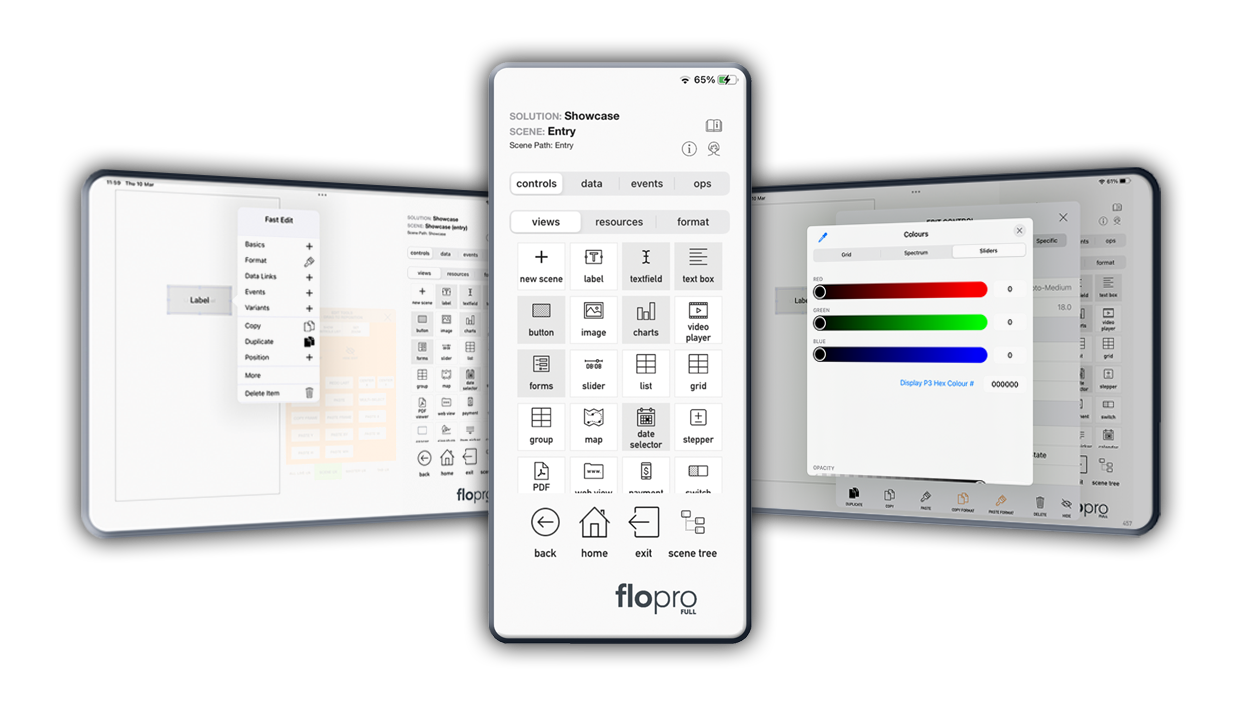 11:59 Thu 10 Mar
Fast Edit
Basics
Format
Data Links
Events
Variants
Copy
Duplicate
Position
More
Delete Item
Label
SOLUTION: Showcase
SCENE: Showcase (entry)
Scene Path: Showcase
controls data events
views resources
new scene label textfield
button image charts
forms slider list
group map date selector
PDF viewer web view payment
back home exit
flopro
65%
SOLUTION: Showcase
SCENE: Entry
Scene Path: Entry
controls data events ops
views resources format
new scene label textfield text box
button image charts video player
forms slider list grid
group map date selector stepper
PDF web view payment switch
back home exit scene tree
flopro
FULL
Mar
61%
EDIT CONTROL
Colours
Grid Spectrum Sliders
RED
0
GREEN
0
BLUE
0
Display P3 Hex Colour # 000000
OPACITY
Specific
oto-Medium
18.0
tate
ops
format
text box
video player
grid
stepper
switch
scene tree
DUPLICATE COPY PASTE COPY FORMAT PASTE FORMAT DELETE HIDE
pro
FULL